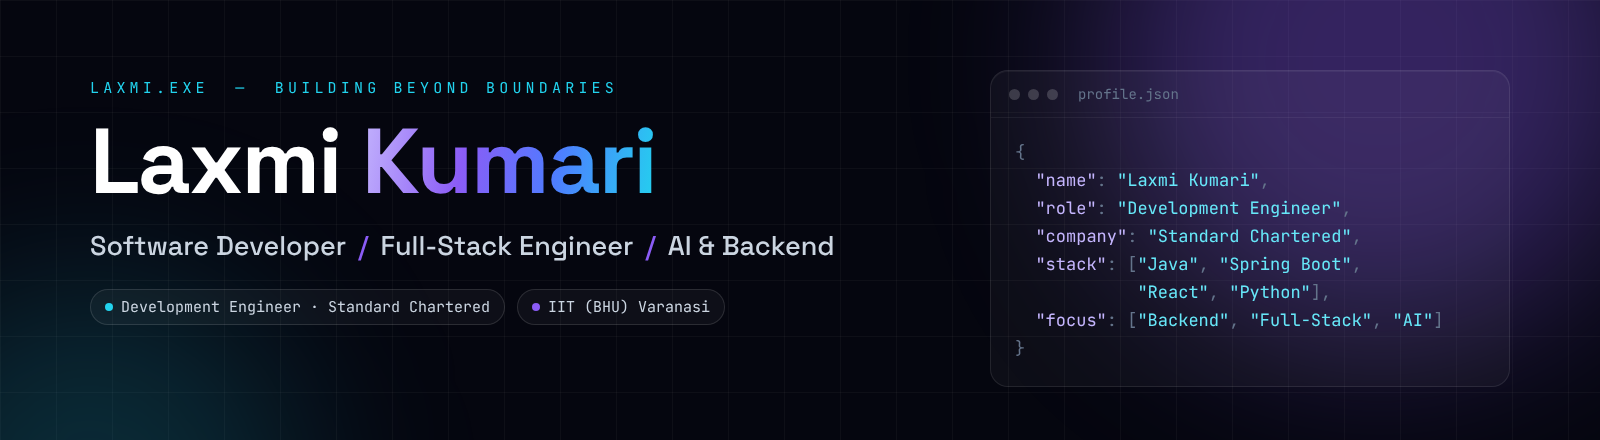 LAXMI.EXE — BUILDING BEYOND BOUNDARIES
Laxmi Kumari
Software Developer / Full-Stack Engineer / AI & Backend
Development Engineer · Standard Chartered
IIT (BHU) Varanasi
profile.json
{
"name": "Laxmi Kumari",
"role": "Development Engineer",
"company": "Standard Chartered",
"stack": ["Java", "Spring Boot",
"React", "Python"],
"focus": ["Backend", "Full-Stack", "AI"]
}